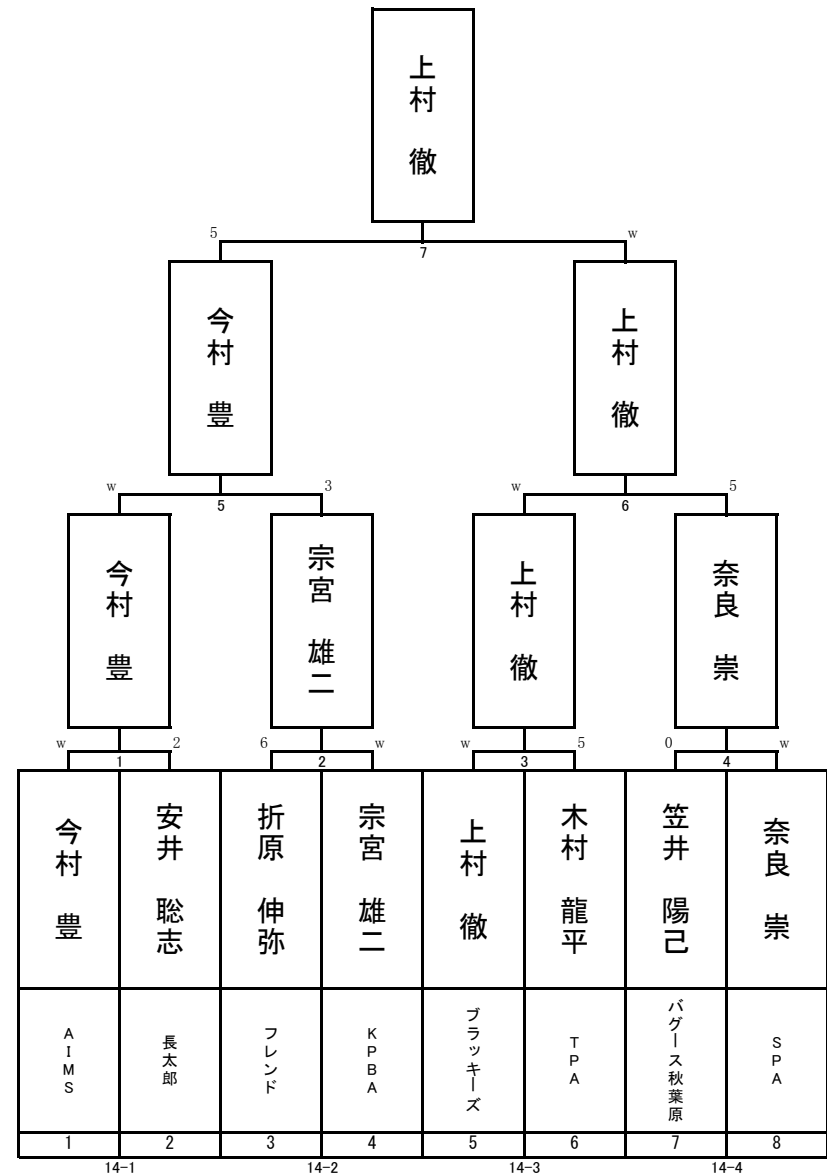 上村 徹
5
w
7
今村 豊
上村 徹
w
3
w
5
5
6
今村 豊
宗宮 雄二
上村 徹
奈良 崇
w
2
6
w
w
5
0
w
1
2
3
4
今村 豊
安井 聡志
折原 伸弥
宗宮 雄二
上村 徹
木村 龍平
笠井 陽己
奈良 崇
AIMS
長太郎
フレンド
KPBA
ブラッキーズ
TPA
バグース秋葉原
SPA
1
2
3
4
5
6
7
8
14-1
14-2
14-3
14-4